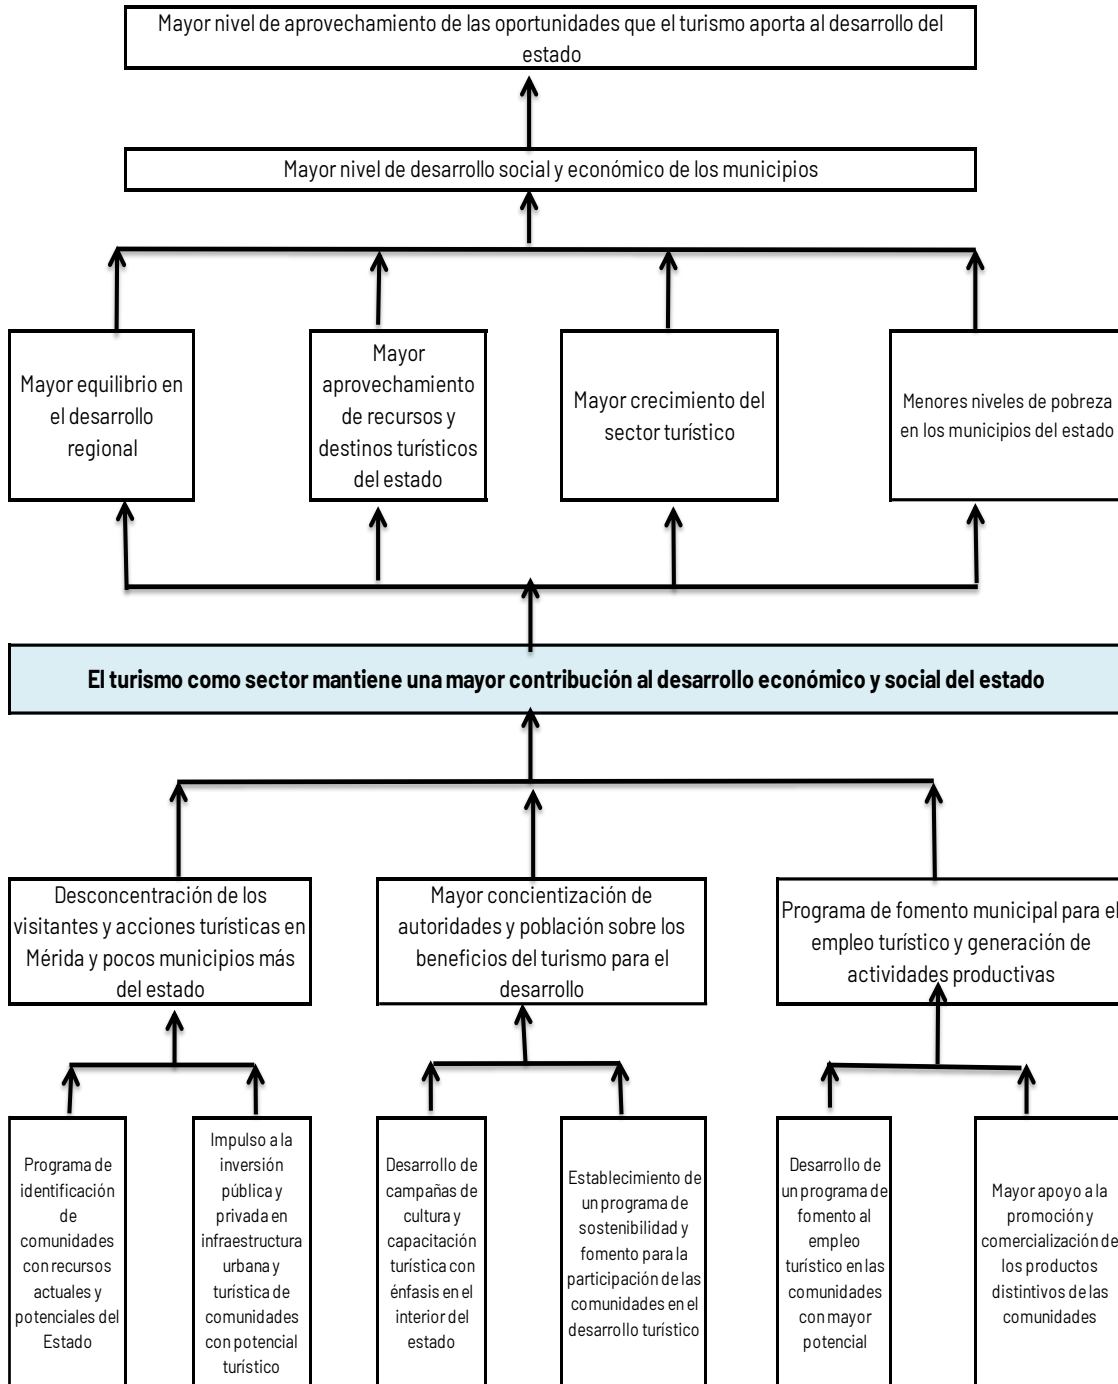 Mayor nivel de aprovechamiento de las oportunidades que el turismo aporta al desarrollo del
estado
Mayor nivel de desarrollo social y económico de los municipios
Mayor equilibrio en
el desarrollo
regional
Mayor
aprovechamiento
de recursos y
destinos turísticos
del estado
Mayor crecimiento del
sector turístico
Menores niveles de pobreza
en los municipios del estado
El turismo como sector mantiene una mayor contribución al desarrollo económico y social del estado
Desconcentración de los
visitantes y acciones turísticas en
Mérida y pocos municipios más
del estado
Mayor concientización de
autoridades y población sobre los
beneficios del turismo para el
desarrollo
Programa de fomento municipal para el
empleo turístico y generación de
actividades productivas
Programa de
identificación
de
comunidades
con recursos
actuales y
potenciales del
Estado
Impulso a la
inversión
pública y
privada en
infraestructura
urbana y
turística de
comunidades
con potencial
turístico
Desarrollo de
campañas de
cultura y
capacitación
turística con
énfasis en el
interior del
estado
Establecimiento de
un programa de
sostenibilidad y
fomento para la
participación de las
comunidades en el
desarrollo turístico
Desarrollo de
un programa de
fomento al
empleo
turístico en las
comunidades
con mayor
potencial
Mayor apoyo a la
promoción y
comercialización de
los productos
distintivos de las
comunidades